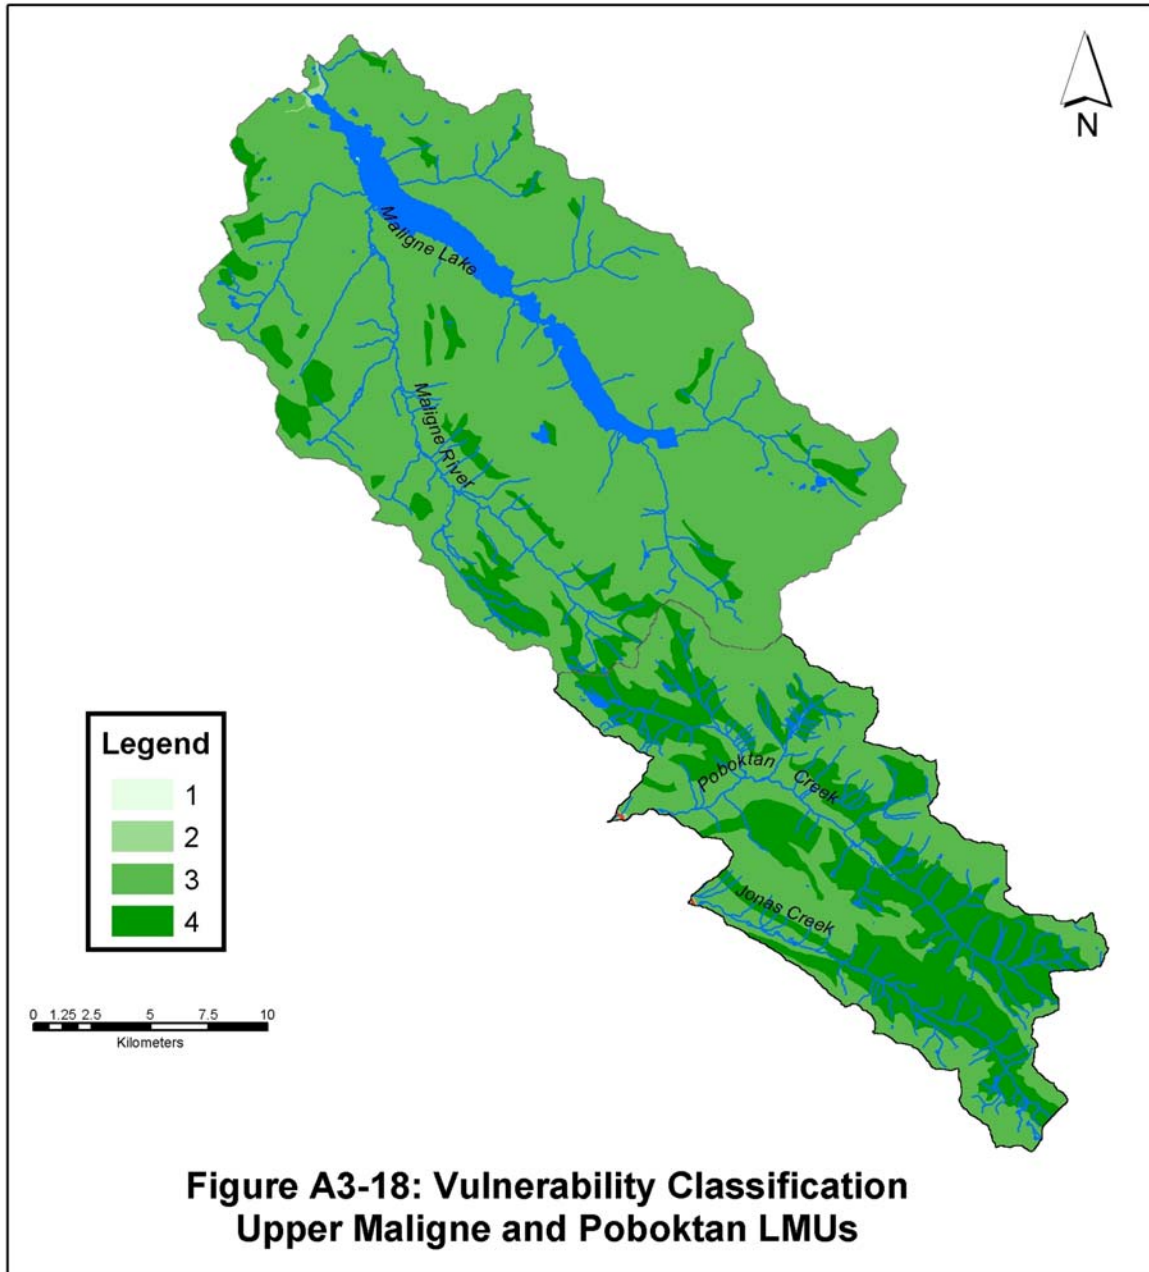 N
Maligne Lake
Maligne River
Poboktan Creek
Jonas Creek
Legend
1
2
3
4
0 1.25 2.5 5 7.5 10
Kilometers
Figure A3-18: Vulnerability Classification
Upper Maligne and Poboktan LMUs